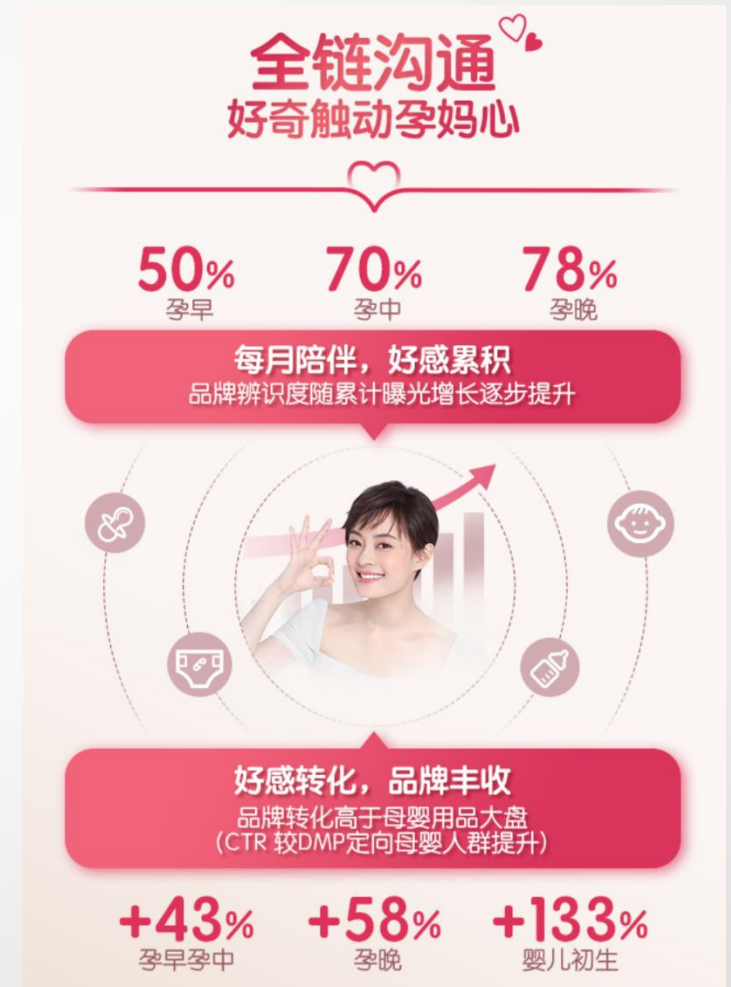 全链沟通
好奇触动孕妈心
50% 70% 78%
孕早 孕中 孕晚
每月陪伴，好感累积
品牌辨识度随累计曝光增长逐步提升
好感转化，品牌丰收
品牌转化高于母婴用品大盘
（CTR 较DMP定向母婴人群提升）
+43% +58% +133%
孕早孕中 孕晚 婴儿初生